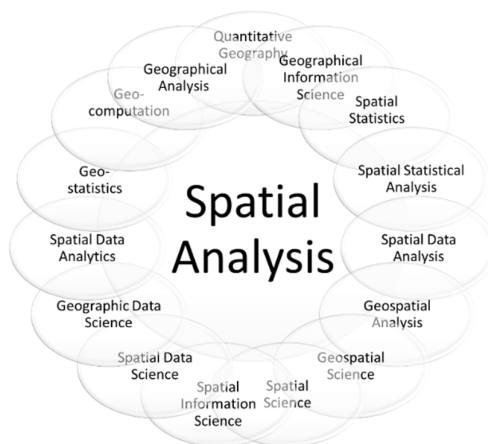 Quantitative
Geography
Geographical
Information
Science
Spatial
Statistics
Spatial Statistical
Analysis
Spatial Data
Analysis
Geospatial
Analysis
Geospatial
Science
Spatial
Science
Spatial
Information
Science
Spatial Data
Science
Geographic Data
Science
Spatial Data
Analytics
Geo-
statistics
Geo-
computation
Geographical
Analysis
Spatial
Analysis